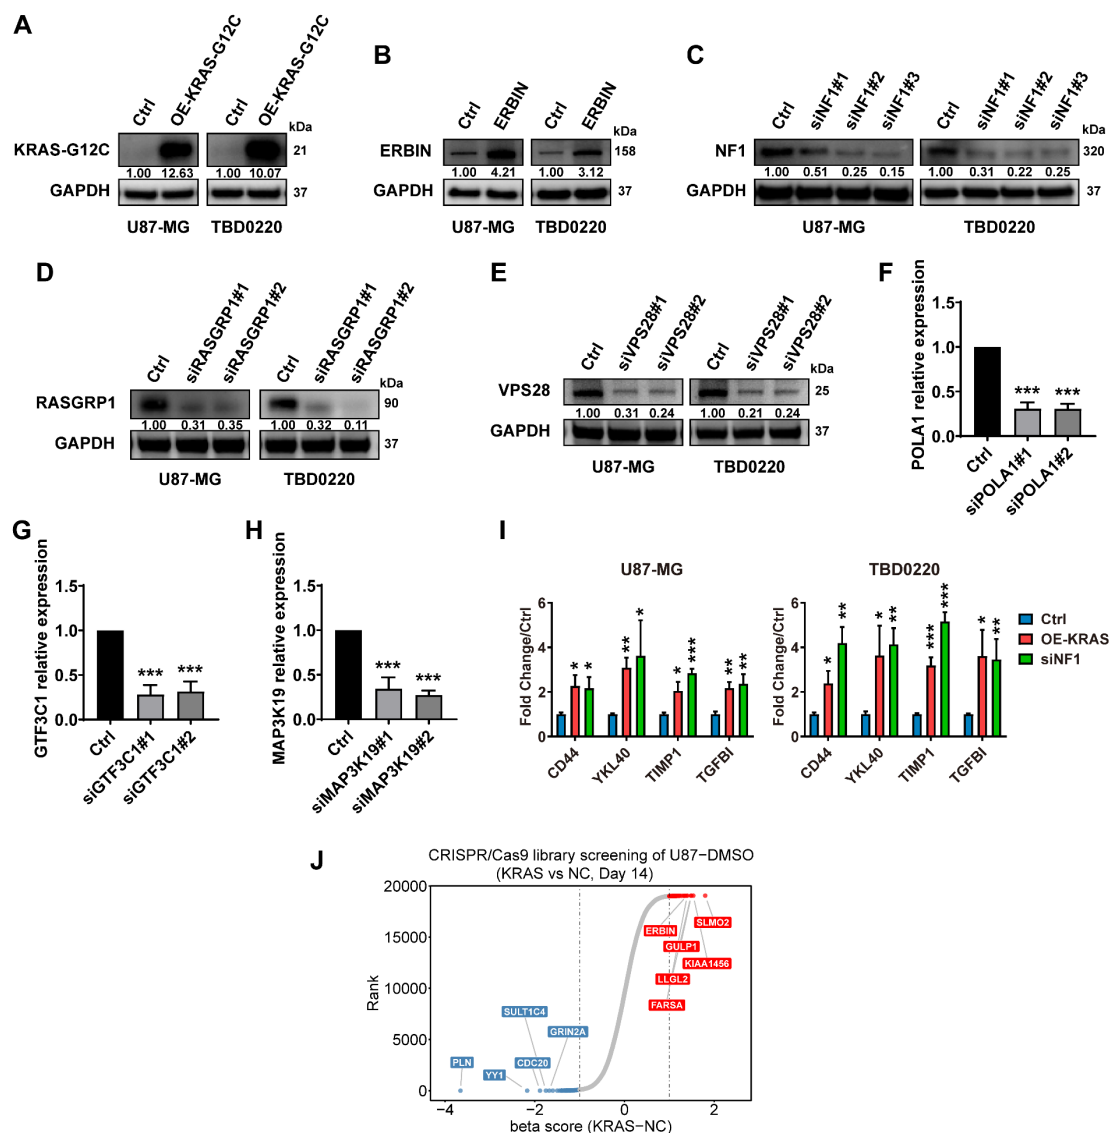 A
Ctrl
OE-KRAS-G12C
Ctrl
OE-KRAS-G12C
kDa
KRAS-G12C
21
1.00 12.63 1.00 10.07
GAPDH
37
U87-MG TBD0220
B
Ctrl
ERBIN
Ctrl
ERBIN
kDa
ERBIN
158
1.00 4.21 1.00 3.12
GAPDH
37
U87-MG TBD0220
C
Ctrl
siNF1#1
siNF1#2
siNF1#3
Ctrl
siNF1#1
siNF1#2
siNF1#3
kDa
NF1
320
1.00 0.51 0.25 0.15 1.00 0.31 0.22 0.25
GAPDH
37
U87-MG TBD0220
D
Ctrl
siRASGRP1#1
siRASGRP1#2
Ctrl
siRASGRP1#1
siRASGRP1#2
kDa
RASGRP1
90
1.00 0.31 0.35 1.00 0.32 0.11
GAPDH
37
U87-MG TBD0220
E
Ctrl
siVPS28#1
siVPS28#2
Ctrl
siVPS28#1
siVPS28#2
kDa
VPS28
25
1.00 0.31 0.24 1.00 0.21 0.24
GAPDH
37
U87-MG TBD0220
F
POLA1 relative expression
1.5
1.0
0.5
0.0
*** ***
Ctrl
siPOLA1#1
siPOLA1#2
G
GTF3C1 relative expression
1.5
1.0
0.5
0.0
*** ***
Ctrl
siGTF3C1#1
siGTF3C1#2
H
MAP3K19 relative expression
1.5
1.0
0.5
0.0
*** ***
Ctrl
siMAP3K19#1
siMAP3K19#2
I
U87-MG
Fold Change/Ctrl
6
4
2
0
* * ** * * *** ** **
CD44
YKL40
TIMP1
TGFBI
TBD0220
Fold Change/Ctrl
6
4
2
0
* ** * ** *** *** * **
CD44
YKL40
TIMP1
TGFBI
Ctrl
OE-KRAS
siNF1
J
CRISPR/Cas9 library screening of U87−DMSO
(KRAS vs NC, Day 14)
Rank
20000
15000
10000
5000
0
SLMO2
ERBIN
GULP1
KIAA1456
LLGL2
FARSA
SULT1C4
GRIN2A
PLN
CDC20
YY1
−4 −2 0 2
beta score (KRAS−NC)